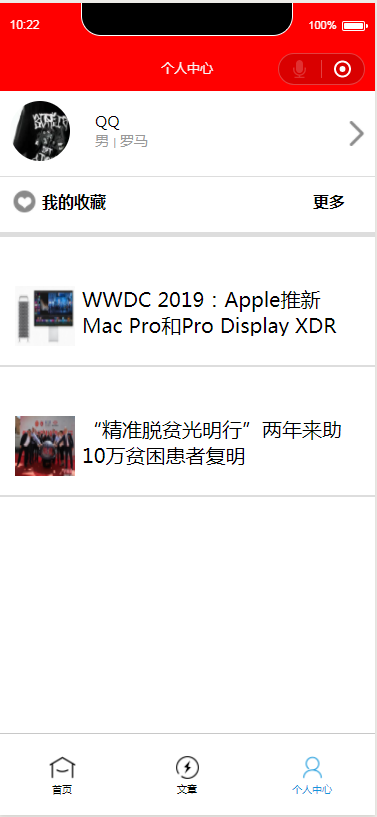 10:22
100%
个人中心
QQ
男 | 罗马
我的收藏
更多
WWDC 2019：Apple推新
Mac Pro和Pro Display XDR
“精准脱贫光明行”两年来助
10万贫困患者复明
首页
文章
个人中心